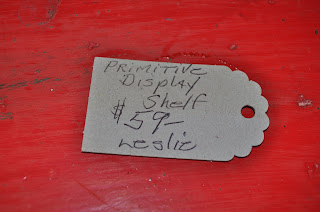 PRIMITIVE
DISPLAY
Shelf
$59-
Leslie